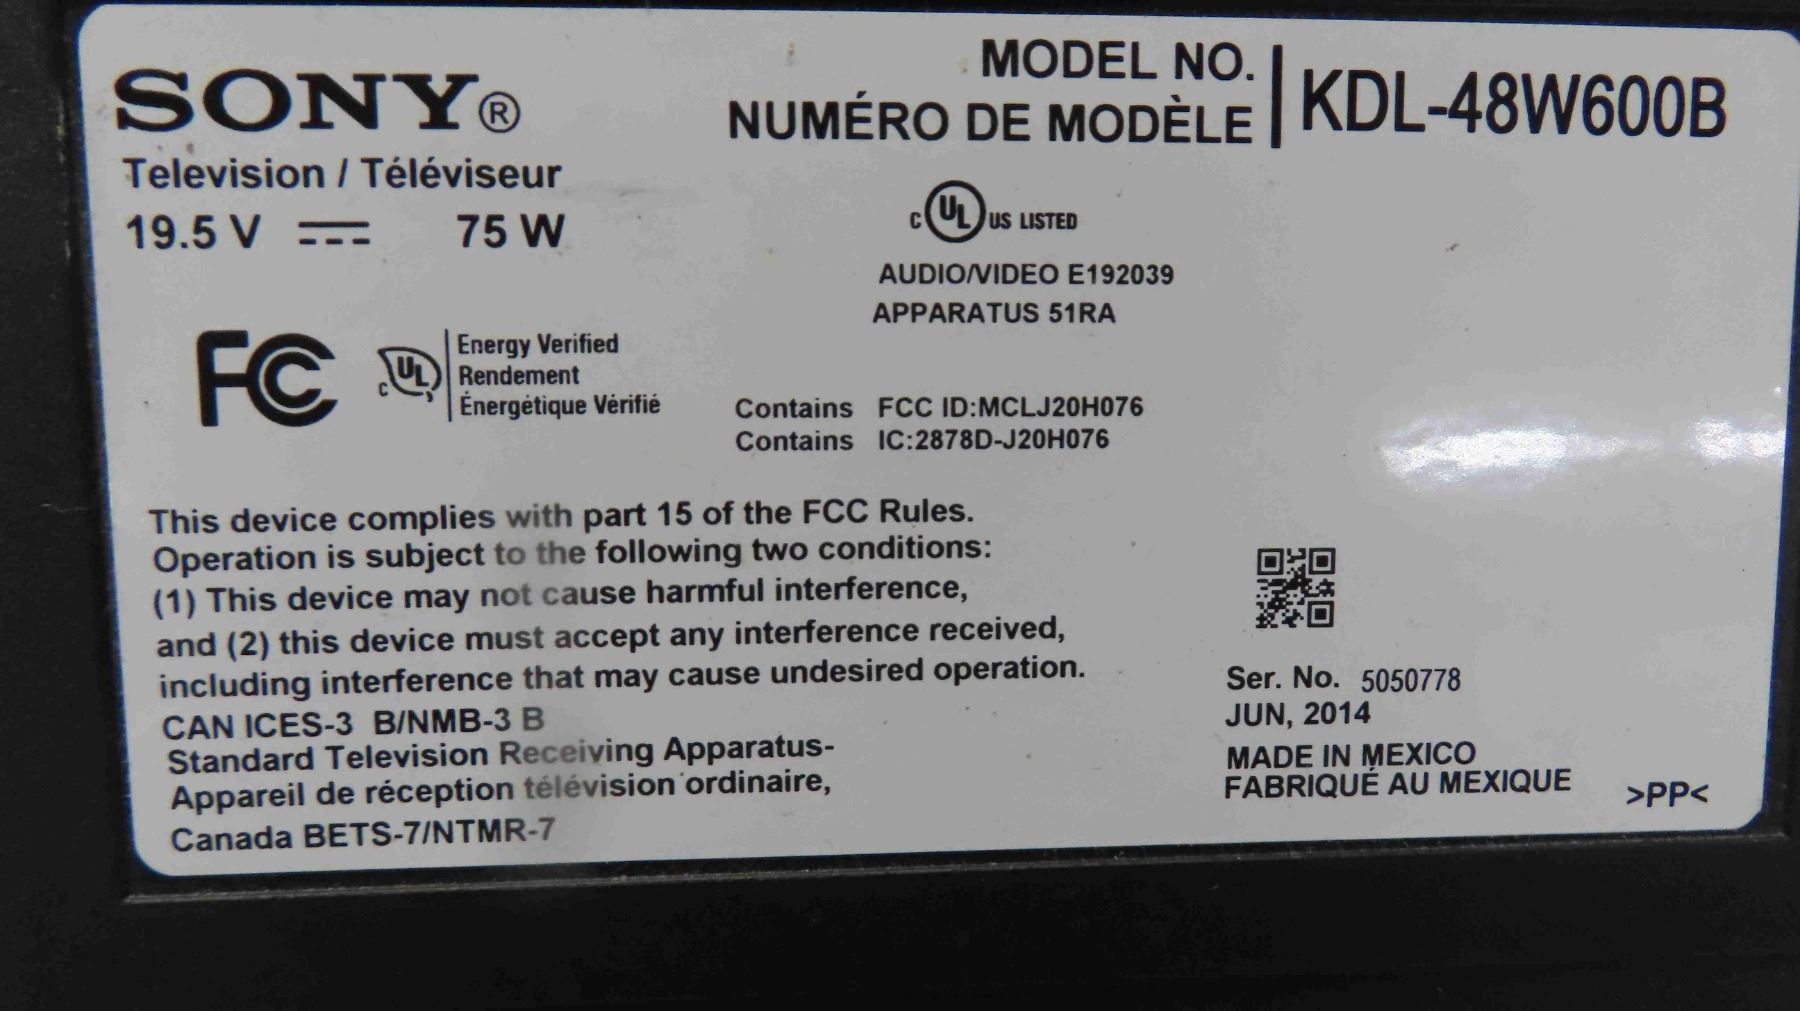 SONY®
MODEL NO.
NUMÉRO DE MODÈLE
KDL-48W600B
Television / Téléviseur
19.5 V 75 W
C UL US LISTED
AUDIO/VIDEO E192039
APPARATUS 51RA
FC
C UL
Energy Verified
Rendement
Énergétique Vérifié
Contains FCC ID:MCLJ20H076
Contains IC:2878D-J20H076
This device complies with part 15 of the FCC Rules.
Operation is subject to the following two conditions:
(1) This device may not cause harmful interference,
and (2) this device must accept any interference received,
including interference that may cause undesired operation.
CAN ICES-3 B/NMB-3 B
Standard Television Receiving Apparatus-
Appareil de réception télévision ordinaire,
Canada BETS-7/NTMR-7
Ser. No. 5050778
JUN, 2014
MADE IN MEXICO
FABRIQUÉ AU MEXIQUE
>PP<